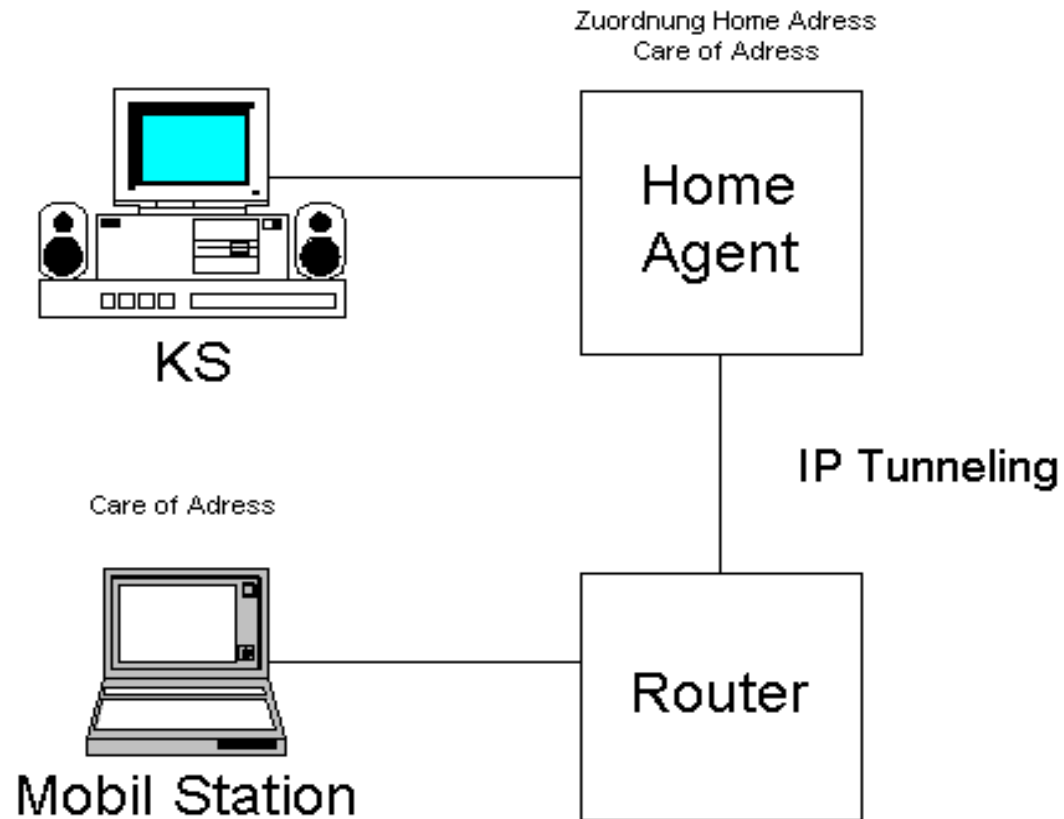 Zuordnung Home Adress
Care of Adress
Home
Agent
KS
IP Tunneling
Care of Adress
Router
Mobil Station